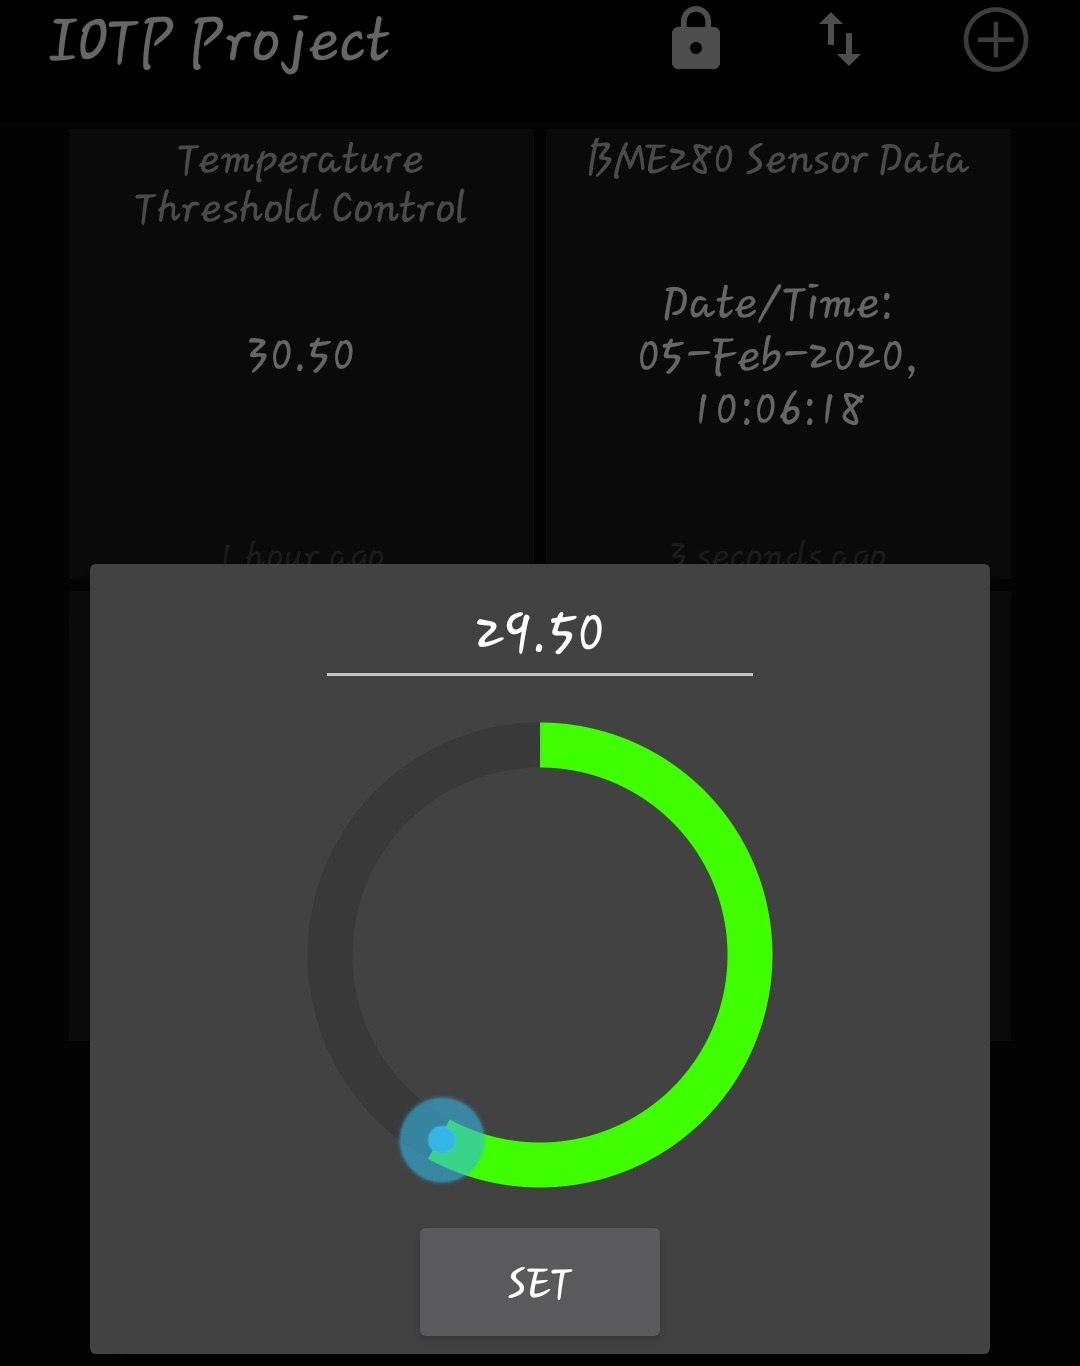 IOTP Project
Temperature
Threshold Control
30.50
1 hour ago
BME280 Sensor Data
Date/Time:
05-Feb-2020,
10:06:18
3 seconds ago
29.50
SET